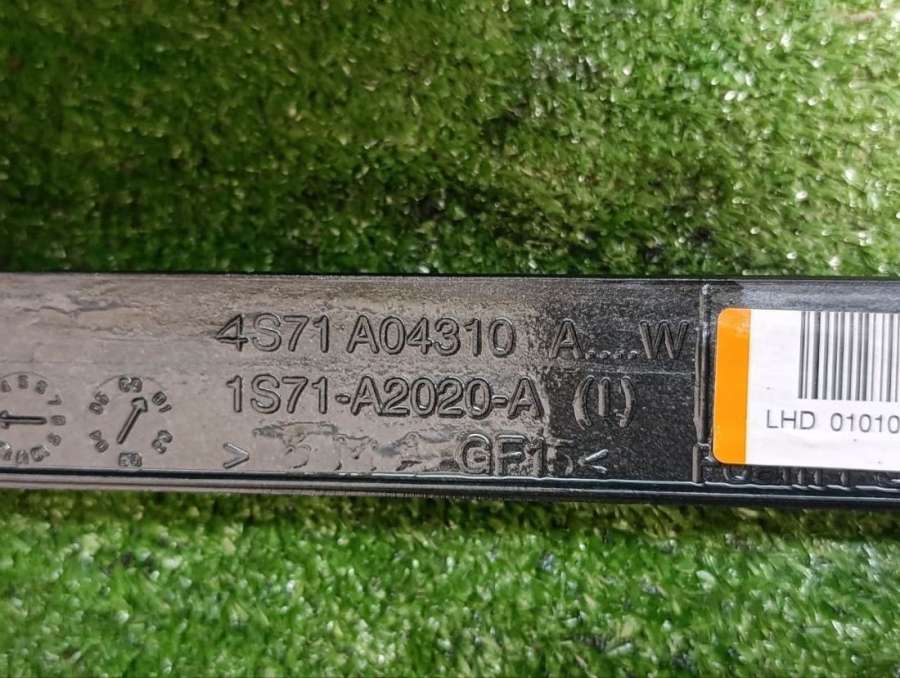 4S71 A04310 A....W
1S71-A2020-A (I)
> GF15<
LHD 01010